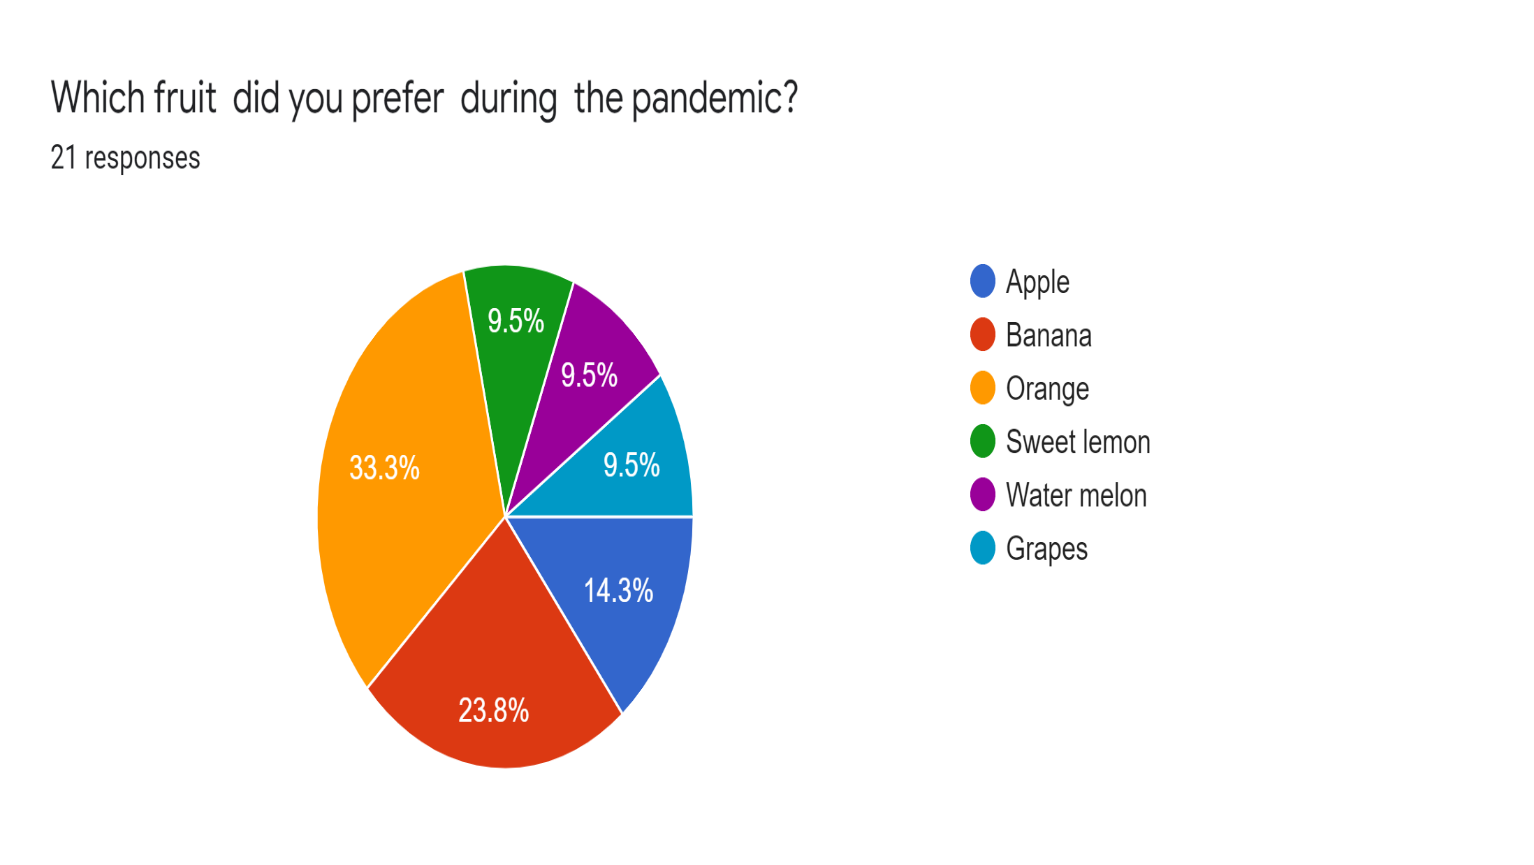 Which fruit  did you prefer  during  the pandemic?
21 responses
9.5%
9.5%
9.5%
33.3%
14.3%
23.8%
Apple
Banana
Orange
Sweet lemon
Water melon
Grapes